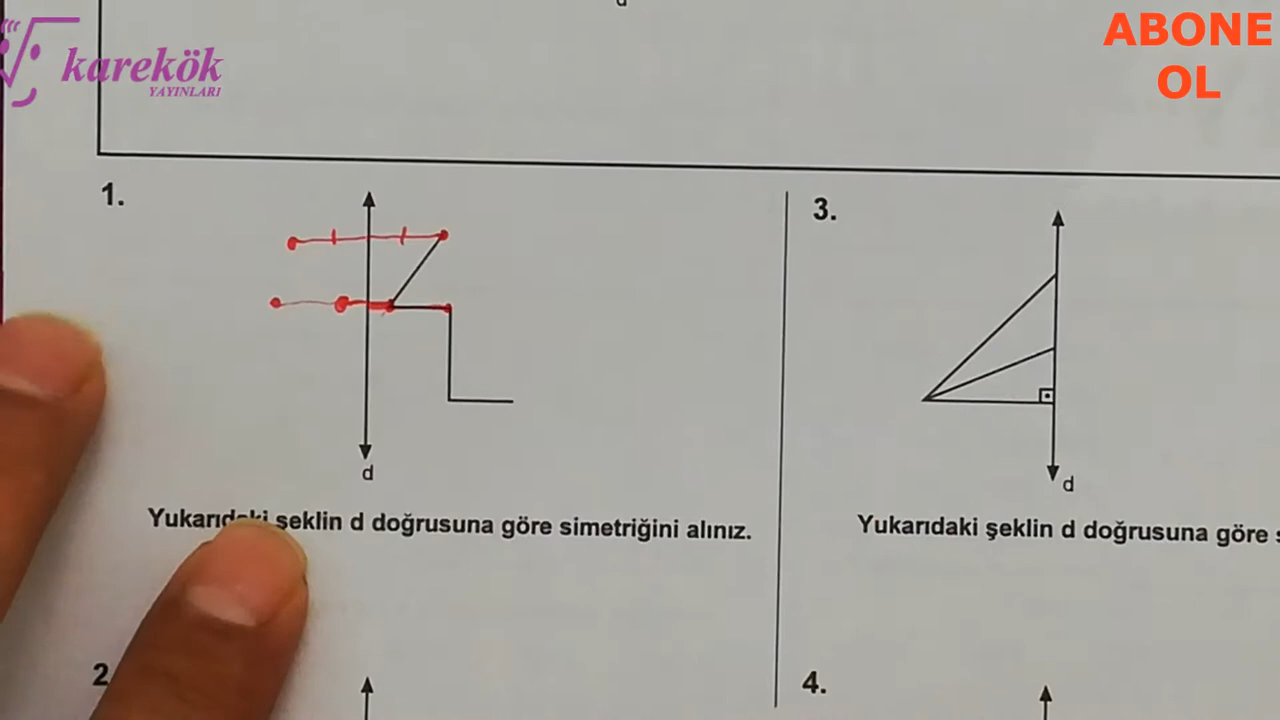 karekök
YAYINLARI
ABONE
OL
1.
d
Yukarıdaki şeklin d doğrusuna göre simetriğini alınız.
2
3.
d
Yukarıdaki şeklin d doğrusuna göre
4.